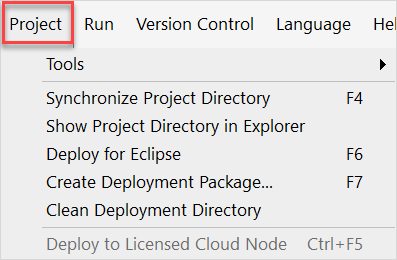 Project Run Version Control Language Hel
Tools
Synchronize Project Directory F4
Show Project Directory in Explorer
Deploy for Eclipse F6
Create Deployment Package... F7
Clean Deployment Directory
Deploy to Licensed Cloud Node Ctrl+F5